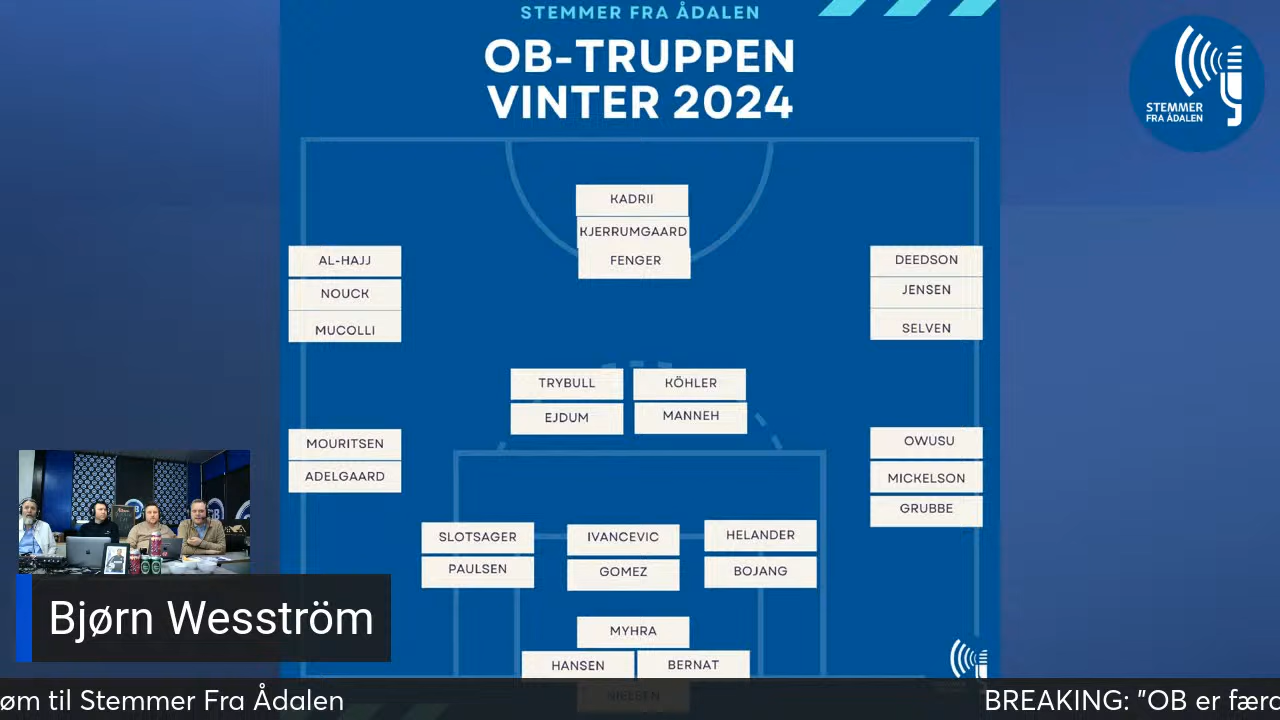 STEMMER FRA ÅDALEN
OB-TRUPPEN
VINTER 2024
STEMMER
FRA ÅDALEN
KADRII
KJERRUMGAARD
FENGER
AL-HAJJ
NOUCK
MUCOLLI
DEEDSON
JENSEN
SELVEN
TRYBULL
KÖHLER
EJDUM
MANNEH
MOURITSEN
ADELGAARD
OWUSU
MICKELSON
GRUBBE
SLOTSAGER
IVANCEVIC
HELANDER
PAULSEN
GOMEZ
BOJANG
MYHRA
HANSEN
BERNAT
NIELSEN
Bjørn Wesström
øm til Stemmer Fra Ådalen
BREAKING: "OB er færd